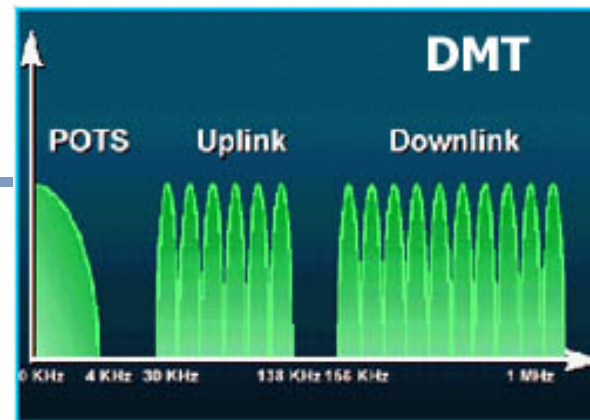 DMT
POTS Uplink Downlink
0 KHz 4 KHz 30 KHz 138 KHz 156 KHz 1 MHz